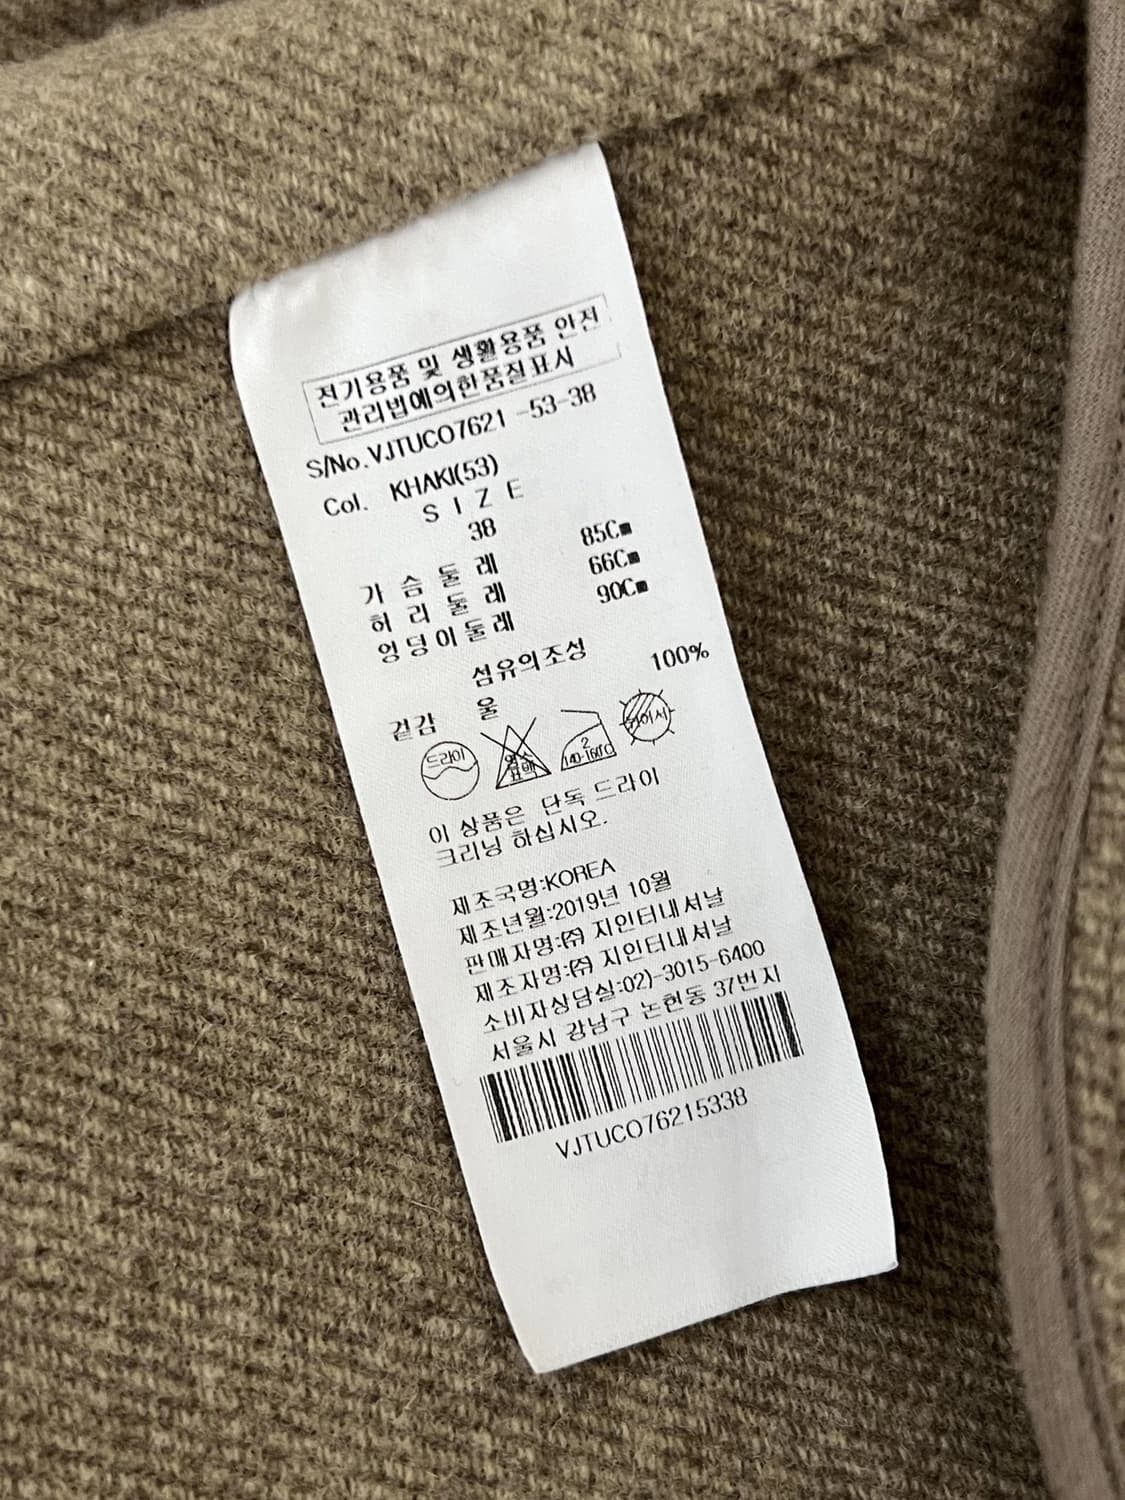 전기용품 및 생활용품 안전
관리법에의한품질표시
S/No.VJTUCO7621 -53-38
Col. KHAKI(53)
S I Z E
38
가 슴 둘 레 85C■
허 리 둘 레 66C■
엉덩이둘레 90C■
섬유의조성
겉감 울 100%
드라이
염소
표백
2
140-160℃
이 상품은 단독 드라이
크리닝 하십시오.
제조국명:KOREA
제조년월:2019년 10월
판매자명:㈜ 지인터내셔날
제조자명:㈜ 지인터내셔날
소비자상담실:02)-3015-6400
서울시 강남구 논현동 37번지
VJTUCO76215338